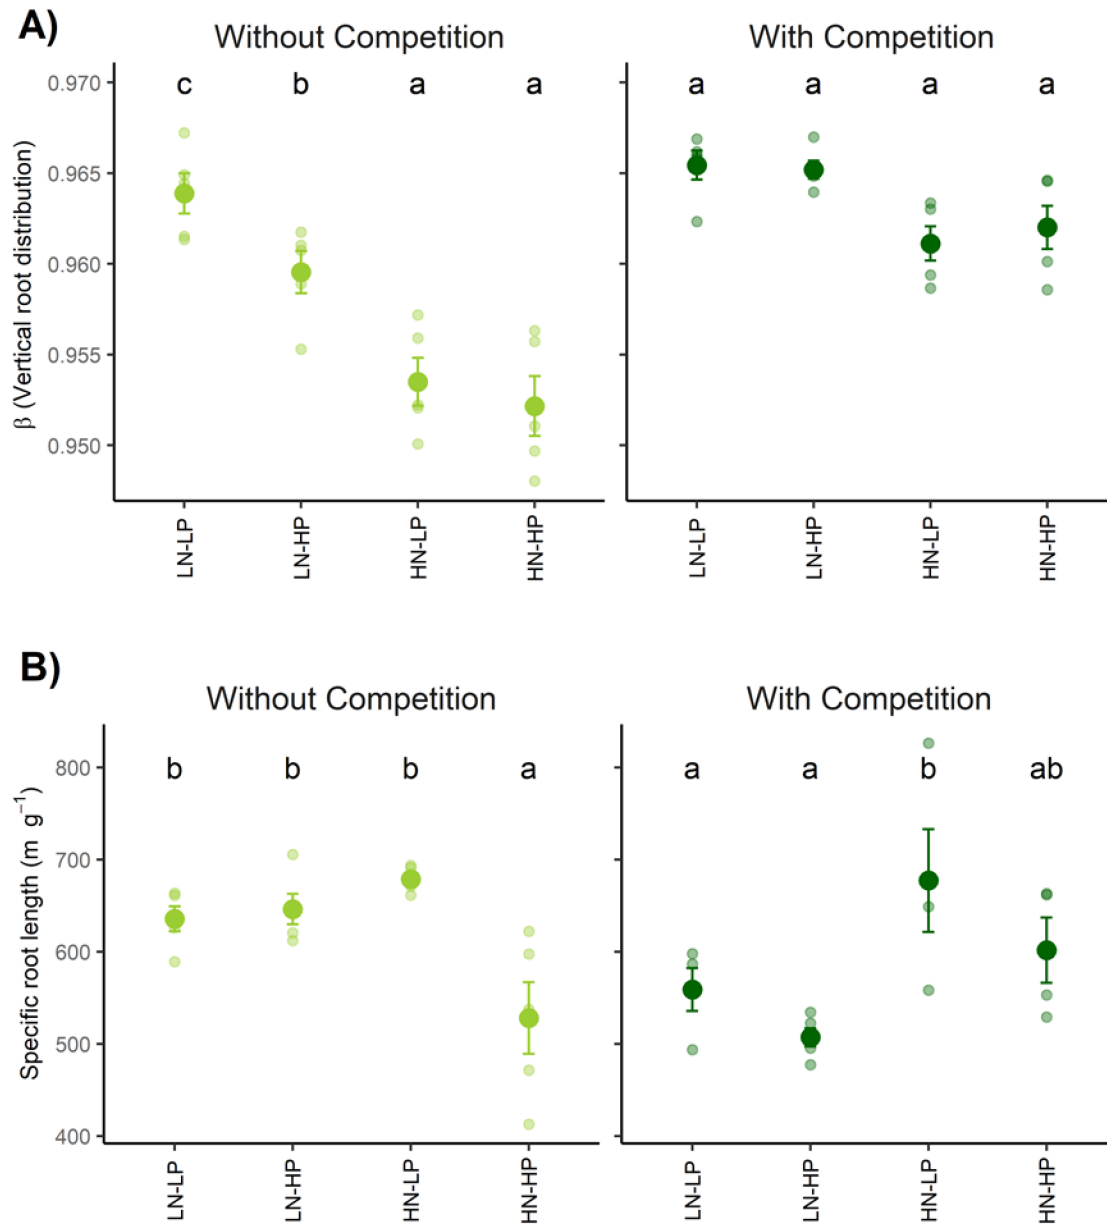 A)
Without Competition
With Competition
β (Vertical root distribution)
0.970
0.965
0.960
0.955
0.950
c b a a
a a a a
LN-LP LN-HP HN-LP HN-HP
LN-LP LN-HP HN-LP HN-HP
B)
Without Competition
With Competition
Specific root length (m g⁻¹)
800
700
600
500
400
b b b a
a a b ab
LN-LP LN-HP HN-LP HN-HP
LN-LP LN-HP HN-LP HN-HP